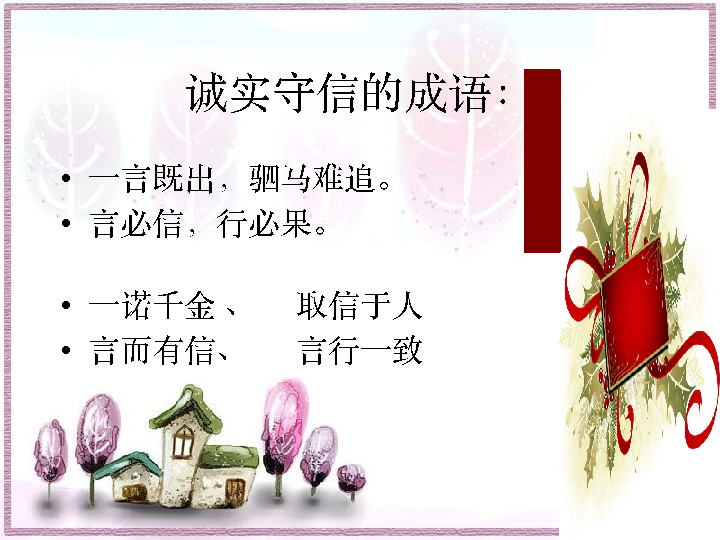 诚实守信的成语：
• 一言既出，驷马难追。
• 言必信，行必果。
• 一诺千金、 取信于人
• 言而有信、 言行一致